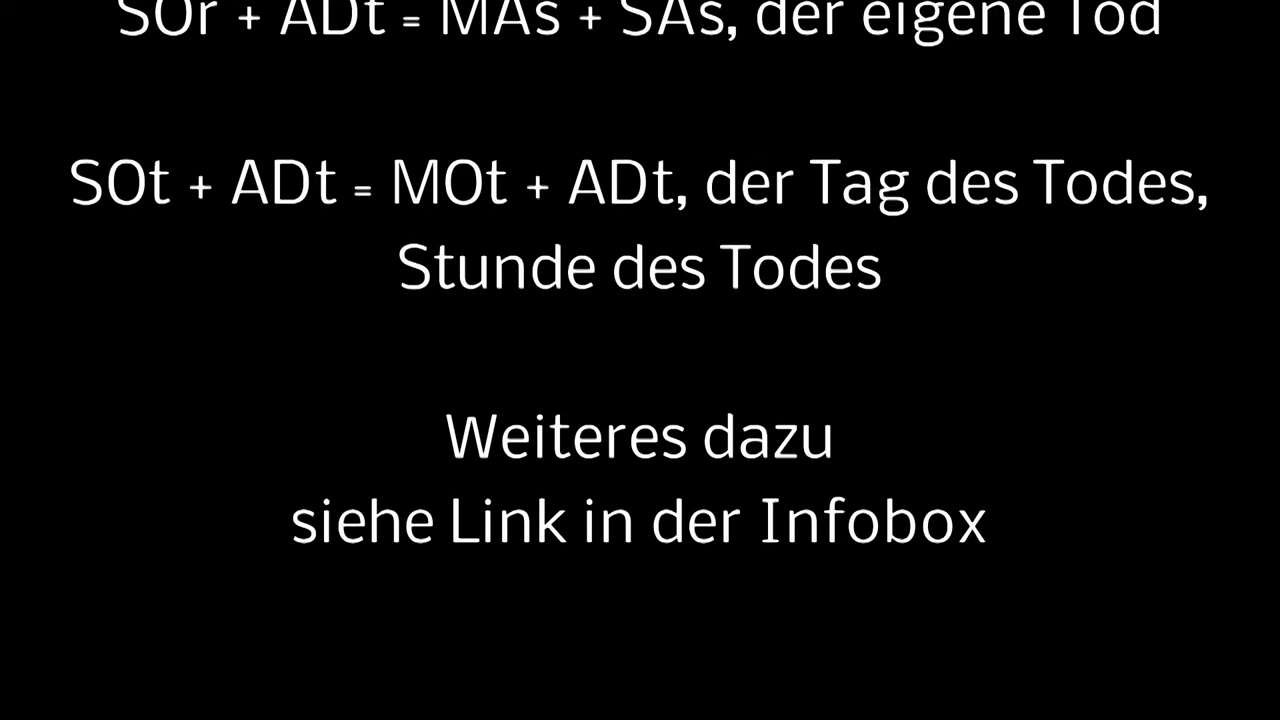 SOr + ADt = MAs + SAs, der eigene Tod
SOt + ADt = MOt + ADt, der Tag des Todes,
Stunde des Todes
Weiteres dazu
siehe Link in der Infobox